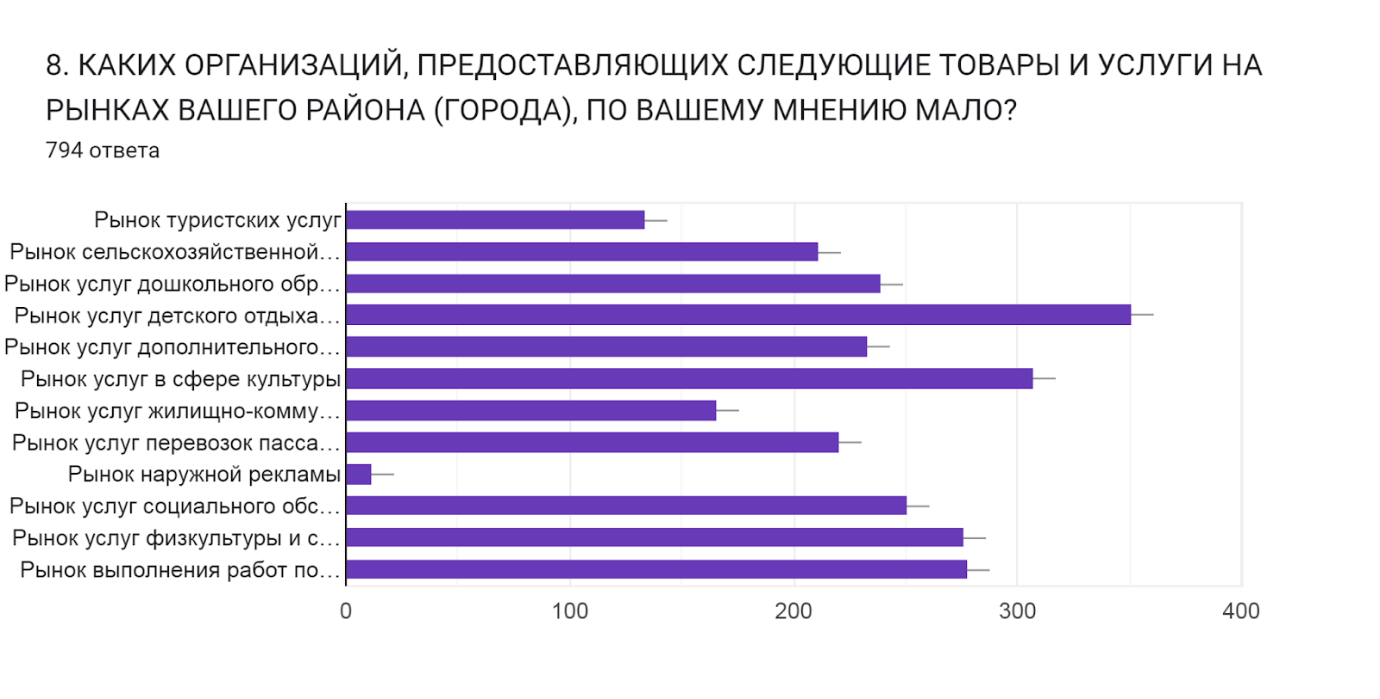 8. КАКИХ ОРГАНИЗАЦИЙ, ПРЕДОСТАВЛЯЮЩИХ СЛЕДУЮЩИЕ ТОВАРЫ И УСЛУГИ НА
РЫНКАХ ВАШЕГО РАЙОНА (ГОРОДА), ПО ВАШЕМУ МНЕНИЮ МАЛО?
794 ответа
Рынок туристских услуг
Рынок сельскохозяйственной…
Рынок услуг дошкольного обр…
Рынок услуг детского отдыха…
Рынок услуг дополнительного…
Рынок услуг в сфере культуры
Рынок услуг жилищно-комму…
Рынок услуг перевозок пасса…
Рынок наружной рекламы
Рынок услуг социального обс…
Рынок услуг физкультуры и с…
Рынок выполнения работ по…
0 100 200 300 400